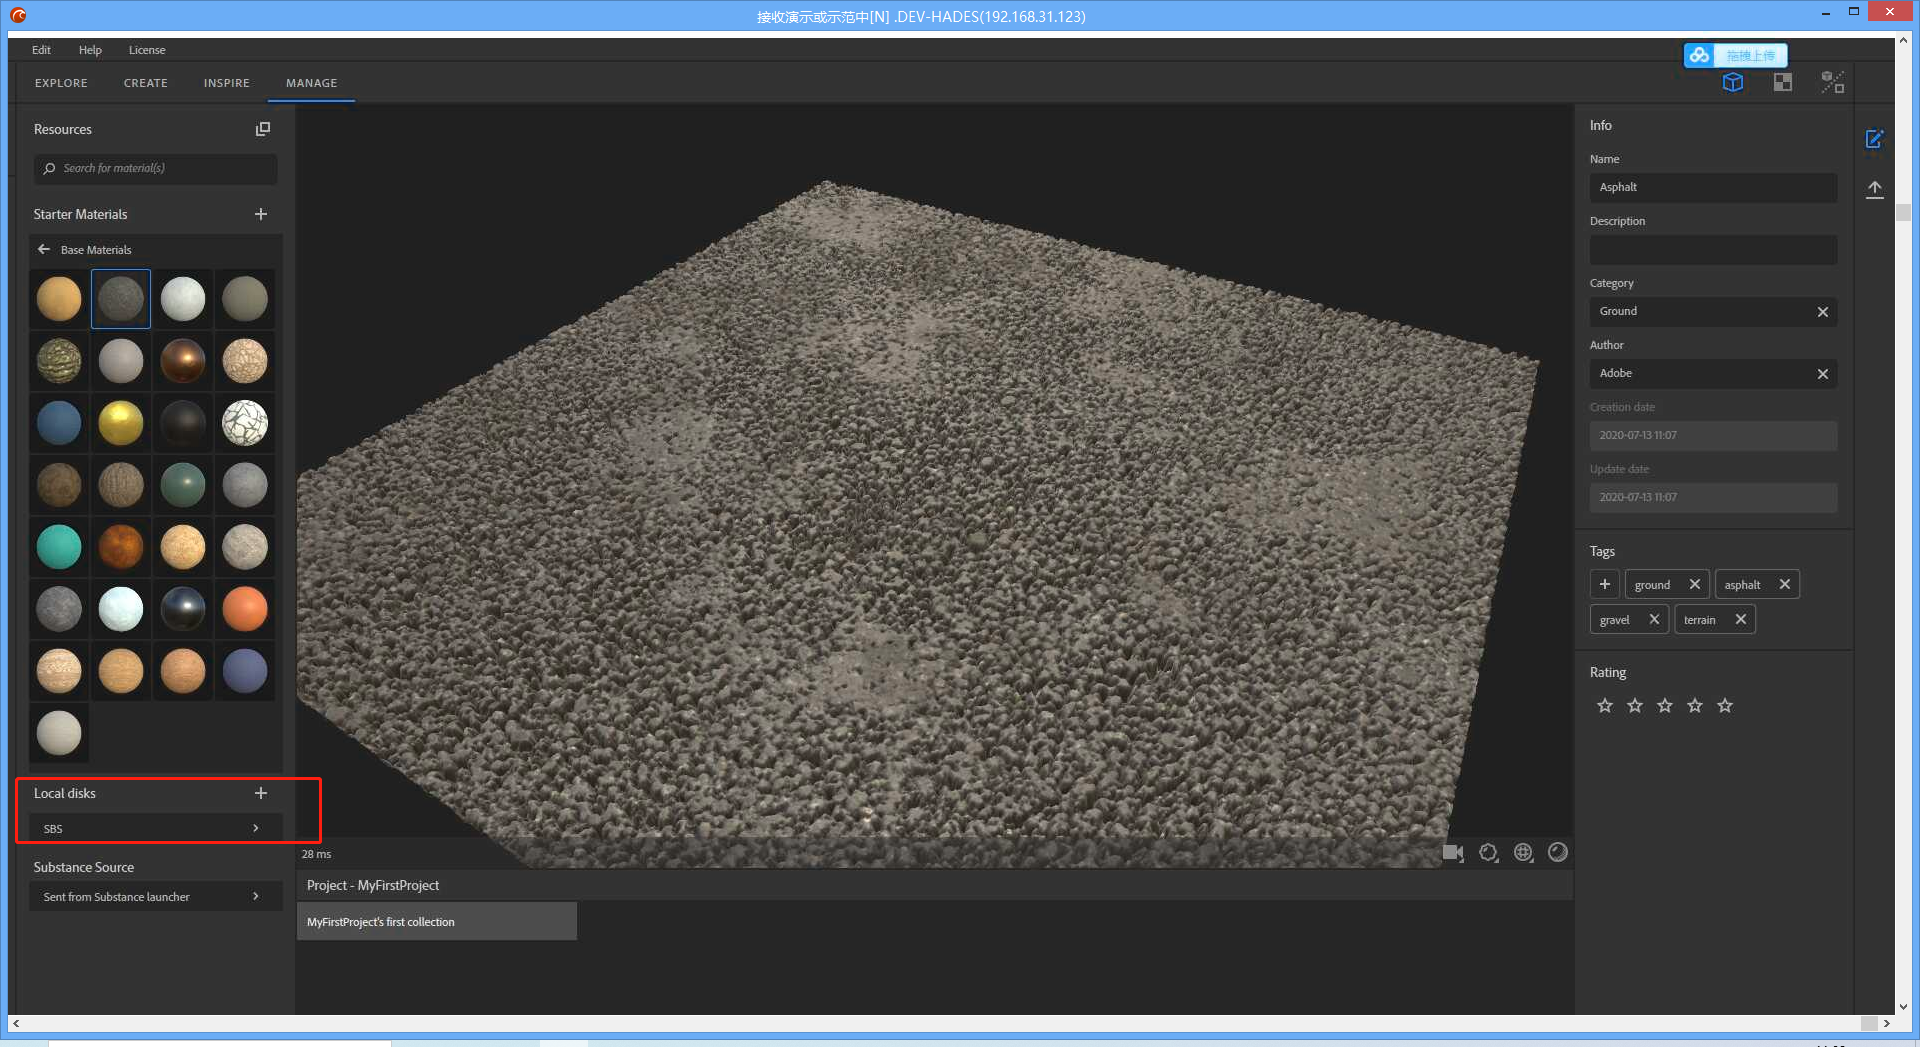 接收演示或示范中[N] .DEV-HADES(192.168.31.123)
Edit Help License
拖拽上传
EXPLORE CREATE INSPIRE MANAGE
Resources
Search for material(s)
Starter Materials
Base Materials
Local disks
SBS
Substance Source
Sent from Substance launcher
28 ms
Project - MyFirstProject
MyFirstProject's first collection
Info
Name
Asphalt
Description
Category
Ground
Author
Adobe
Creation date
2020-07-13 11:07
Update date
2020-07-13 11:07
Tags
ground asphalt
gravel terrain
Rating